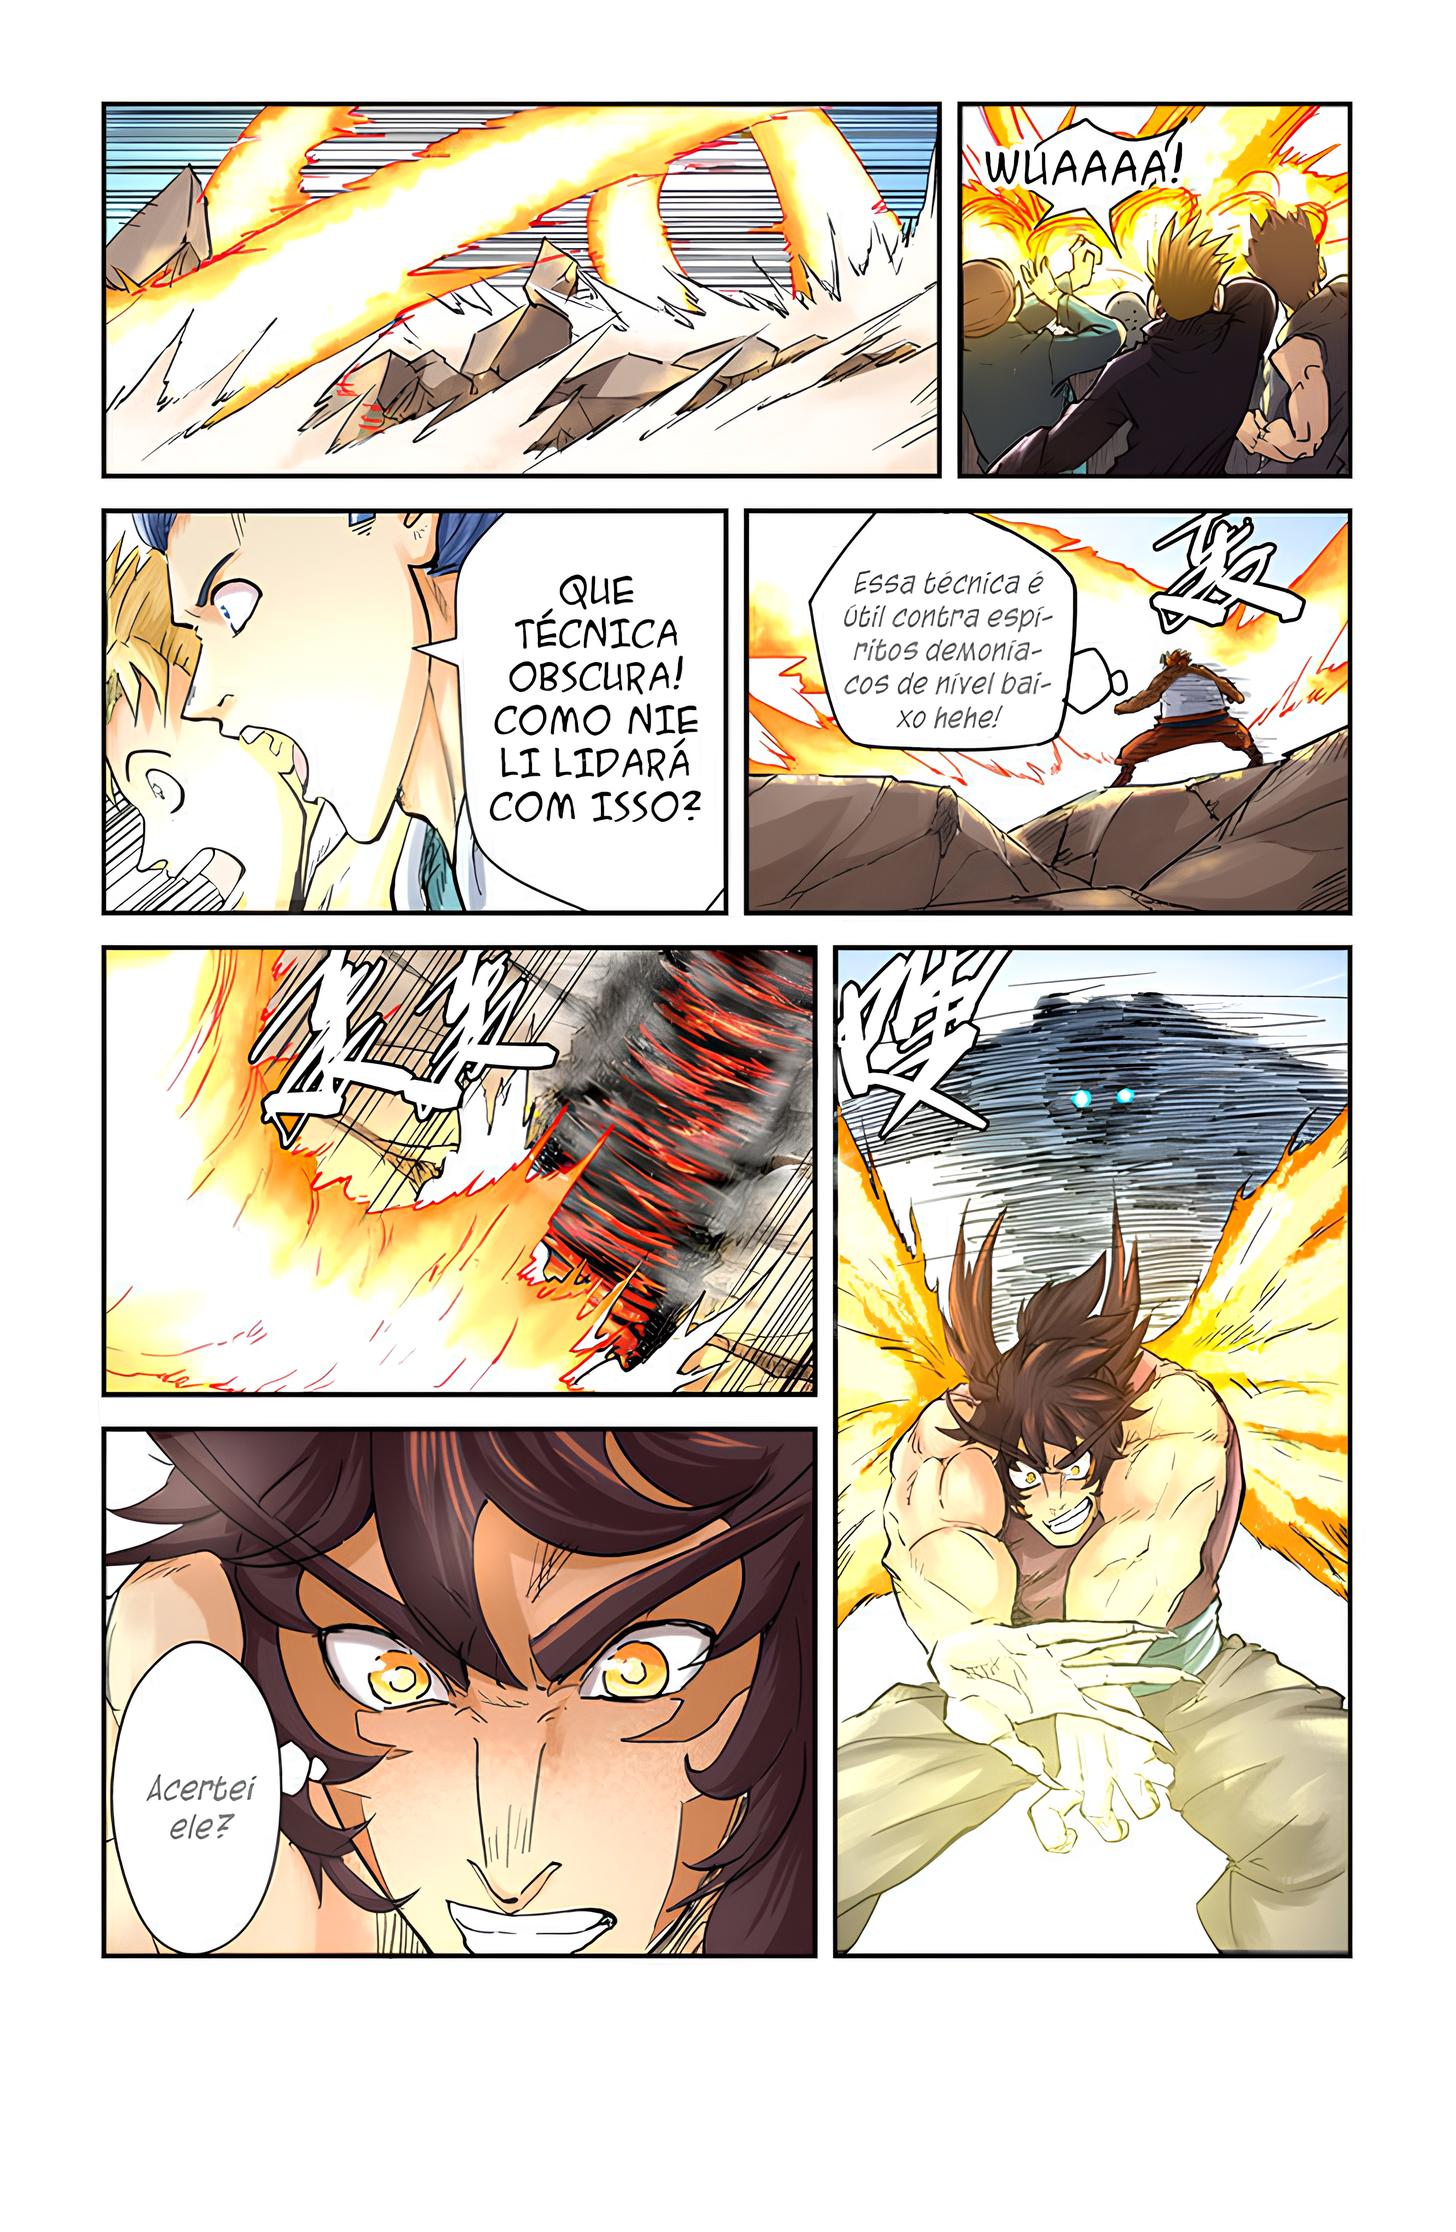 WUAAAA!
QUE
TÉCNICA
OBSCURA!
COMO NIE
LI LIDARÁ
COM ISSO?
Essa técnica é
útil contra espí-
ritos demonía-
cos de nível bai-
xo hehe!
Acertei
ele?